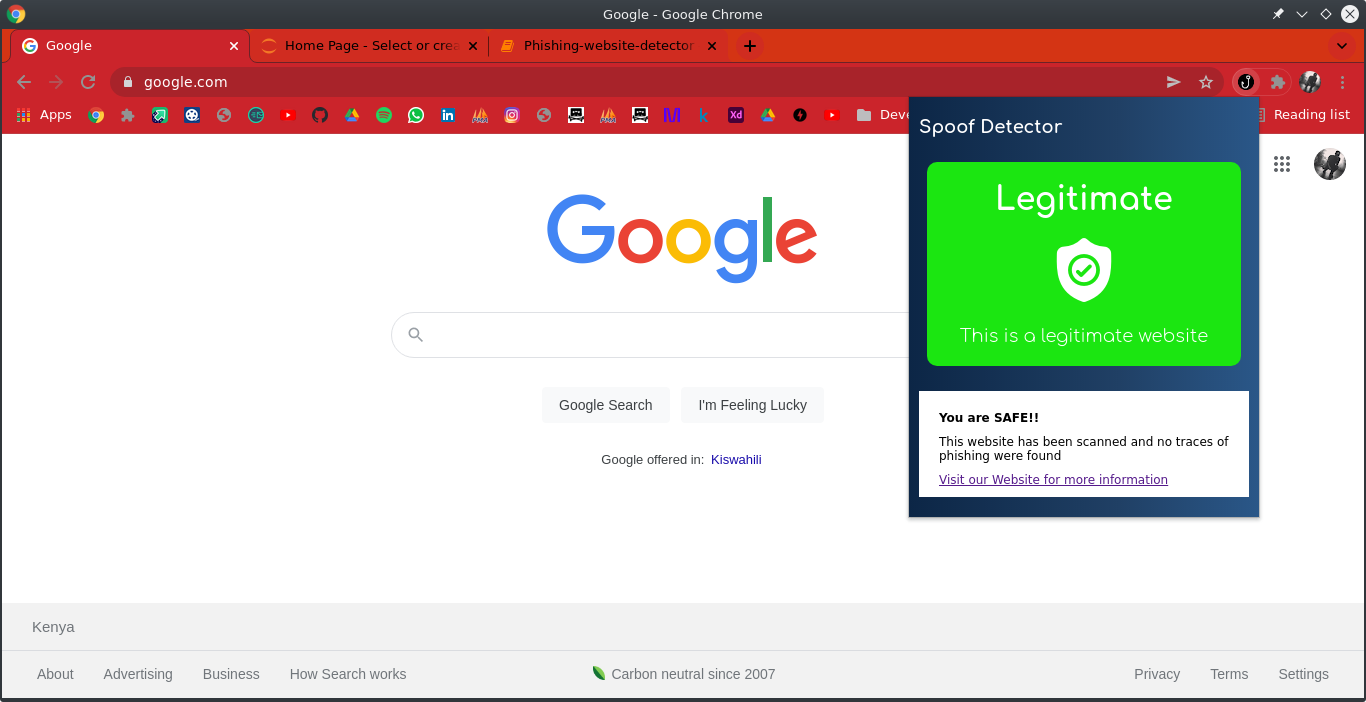 Google - Google Chrome
Google
Home Page - Select or crea
Phishing-website-detector
google.com
Apps
Xd
Deve
Reading list
Spoof Detector
Legitimate
This is a legitimate website
You are SAFE!!
This website has been scanned and no traces of
phishing were found
Visit our Website for more information
Google
Google Search
I'm Feeling Lucky
Google offered in: Kiswahili
Kenya
About
Advertising
Business
How Search works
Carbon neutral since 2007
Privacy
Terms
Settings